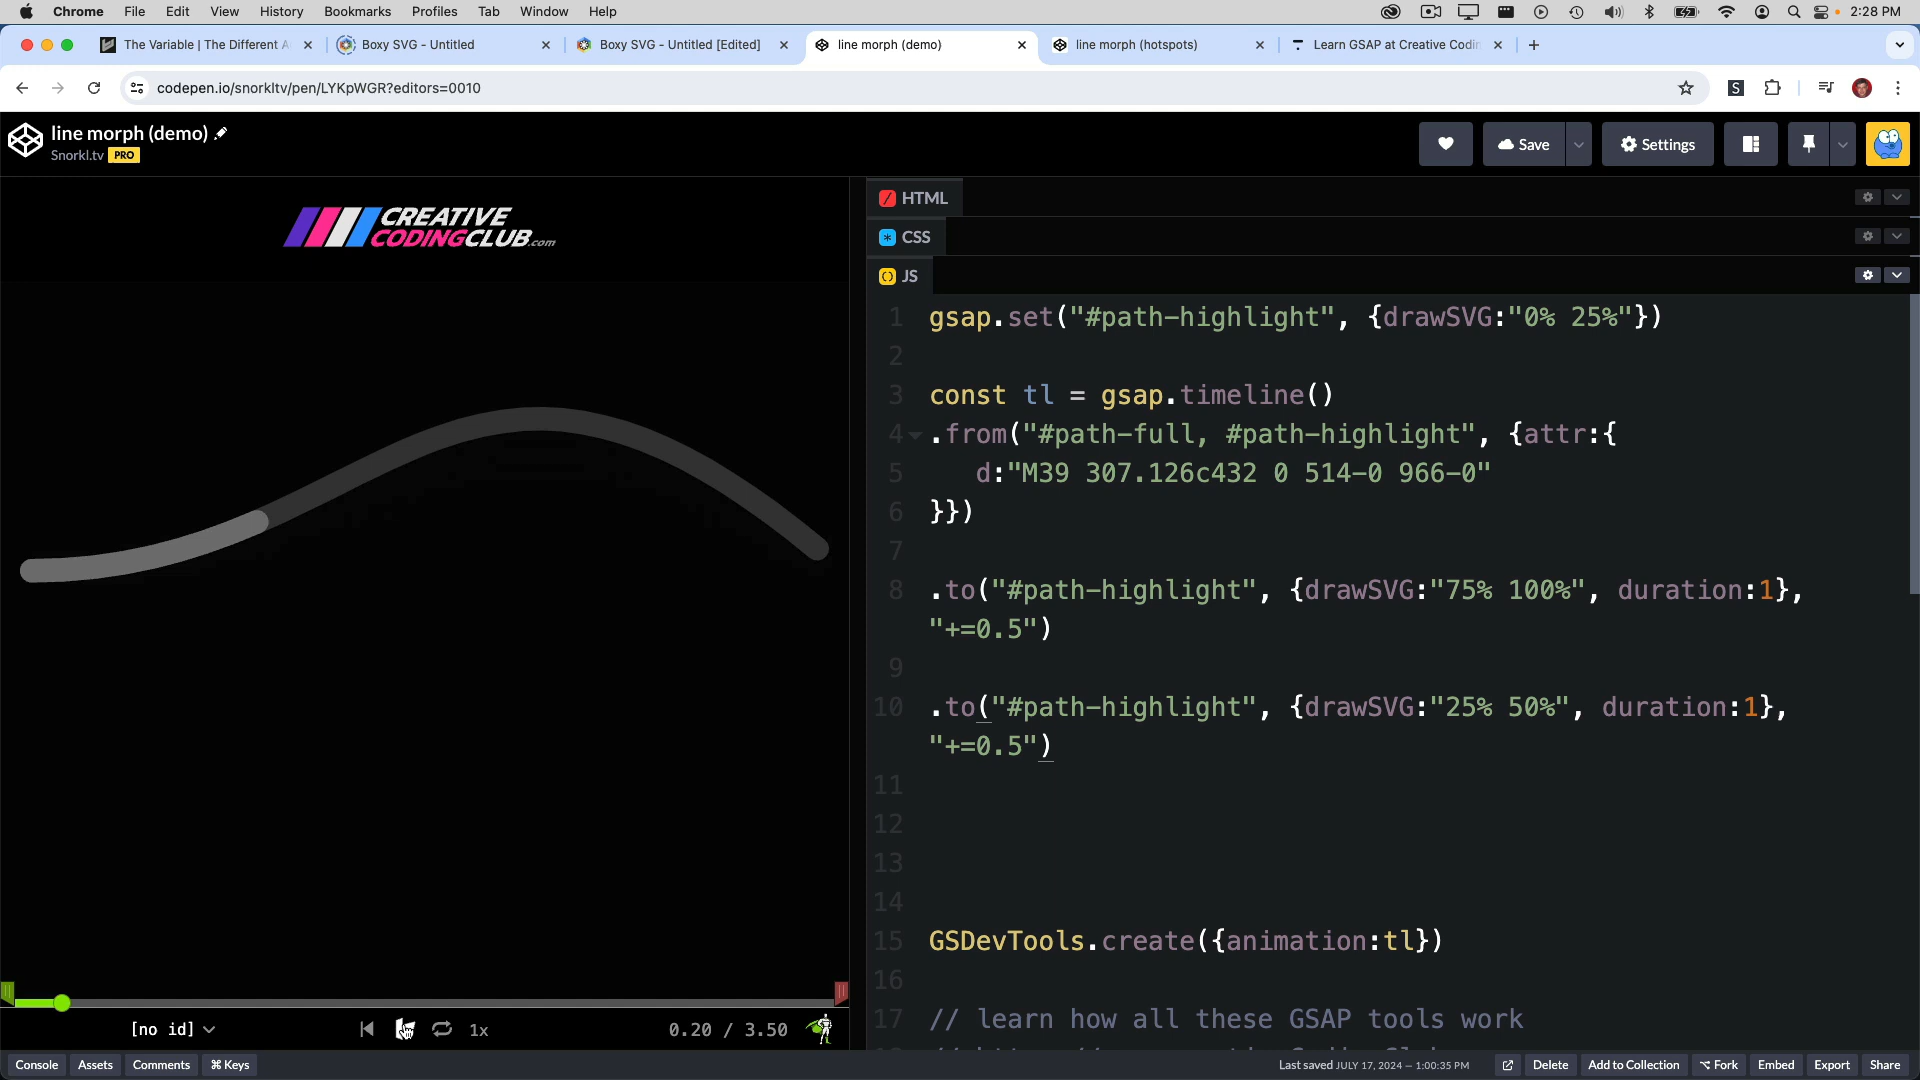 Chrome File Edit View History Bookmarks Profiles Tab Window Help 2:28 PM
The Variable | The Different A Boxy SVG - Untitled Boxy SVG - Untitled [Edited] line morph (demo) line morph (hotspots) Learn GSAP at Creative Codin
codepen.io/snorkltv/pen/LYKpWGR?editors=0010
line morph (demo)
Snorkl.tv PRO
Save Settings
CREATIVE
CODINGCLUB.com
HTML
CSS
JS
1 gsap.set("#path-highlight", {drawSVG:"0% 25%"})
2
3 const tl = gsap.timeline()
4 .from("#path-full, #path-highlight", {attr:{
5 d:"M39 307.126c432 0 514-0 966-0"
6 }})
7
8 .to("#path-highlight", {drawSVG:"75% 100%", duration:1},
"+=0.5")
9
10 .to("#path-highlight", {drawSVG:"25% 50%", duration:1},
"+=0.5")
11
12
13
14
15 GSDevTools.create({animation:tl})
16
17 // learn how all these GSAP tools work
[no id] 1x 0.20 / 3.50
Console Assets Comments ⌘ Keys Last saved JULY 17, 2024 — 1:00:35 PM Delete Add to Collection Fork Embed Export Share